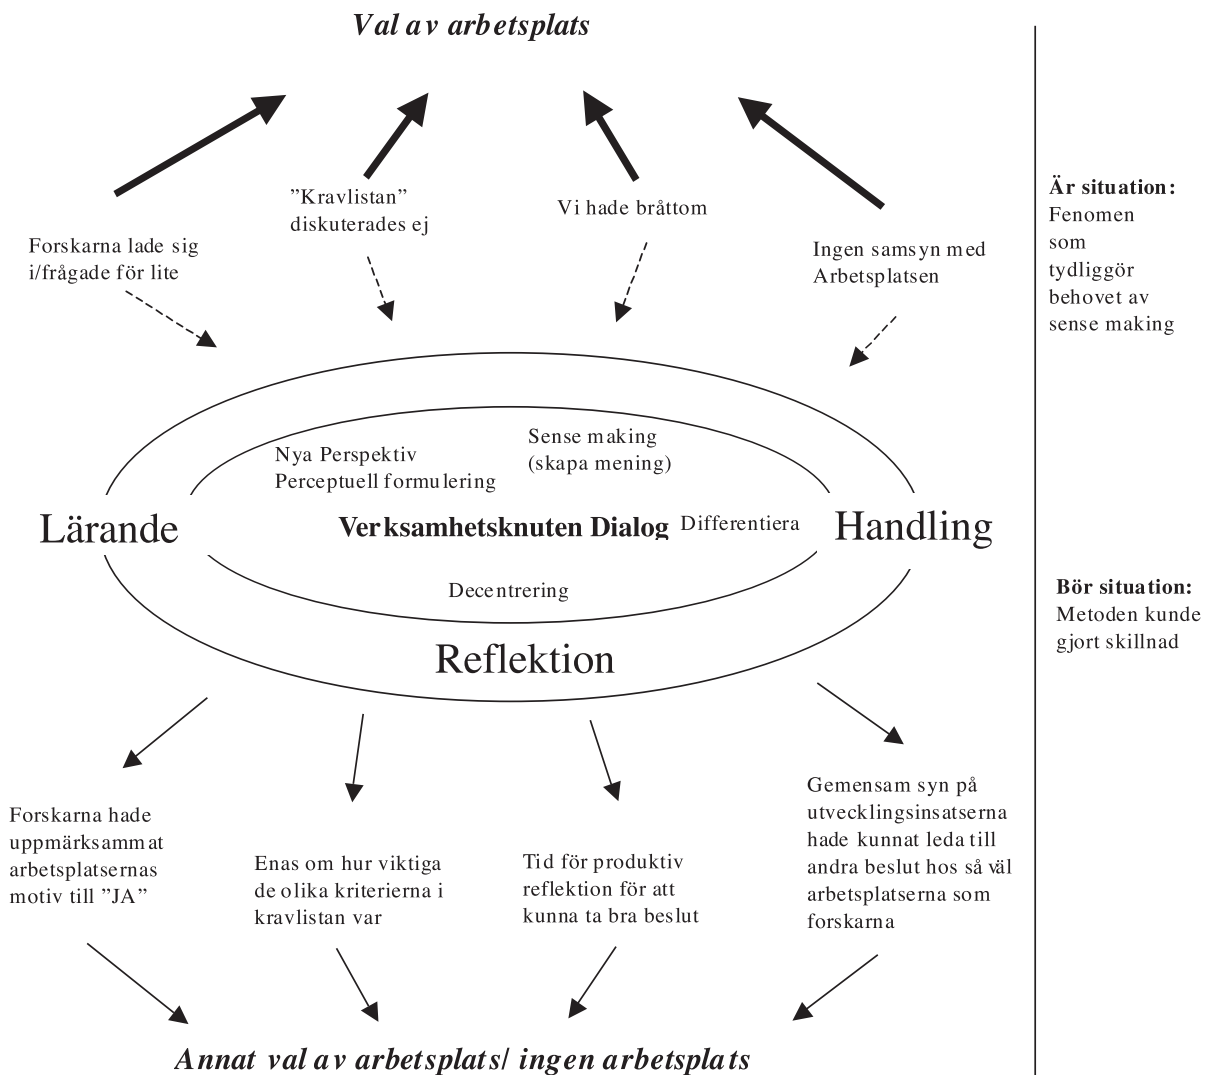 Val av arbetsplats
”Kravlistan”
diskuterades ej
Vi hade bråttom
Forskarna lade sig
i/frågade för lite
Ingen samsyn med
Arbetsplatsen
Är situation:
Fenomen
som
tydliggör
behovet av
sense making
Nya Perspektiv
Perceptuell formulering
Sense making
(skapa mening)
Lärande
Verksamhetsknuten Dialog
Differentiera
Handling
Decentrering
Reflektion
Bör situation:
Metoden kunde
gjort skillnad
Forskarna hade
uppmärksammat
arbetsplatsernas
motiv till ”JA”
Enas om hur viktiga
de olika kriterierna i
kravlistan var
Tid för produktiv
reflektion för att
kunna ta bra beslut
Gemensam syn på
utvecklingsinsatserna
hade kunnat leda till
andra beslut hos så väl
arbetsplatserna som
forskarna
Annat val av arbetsplats/ ingen arbetsplats